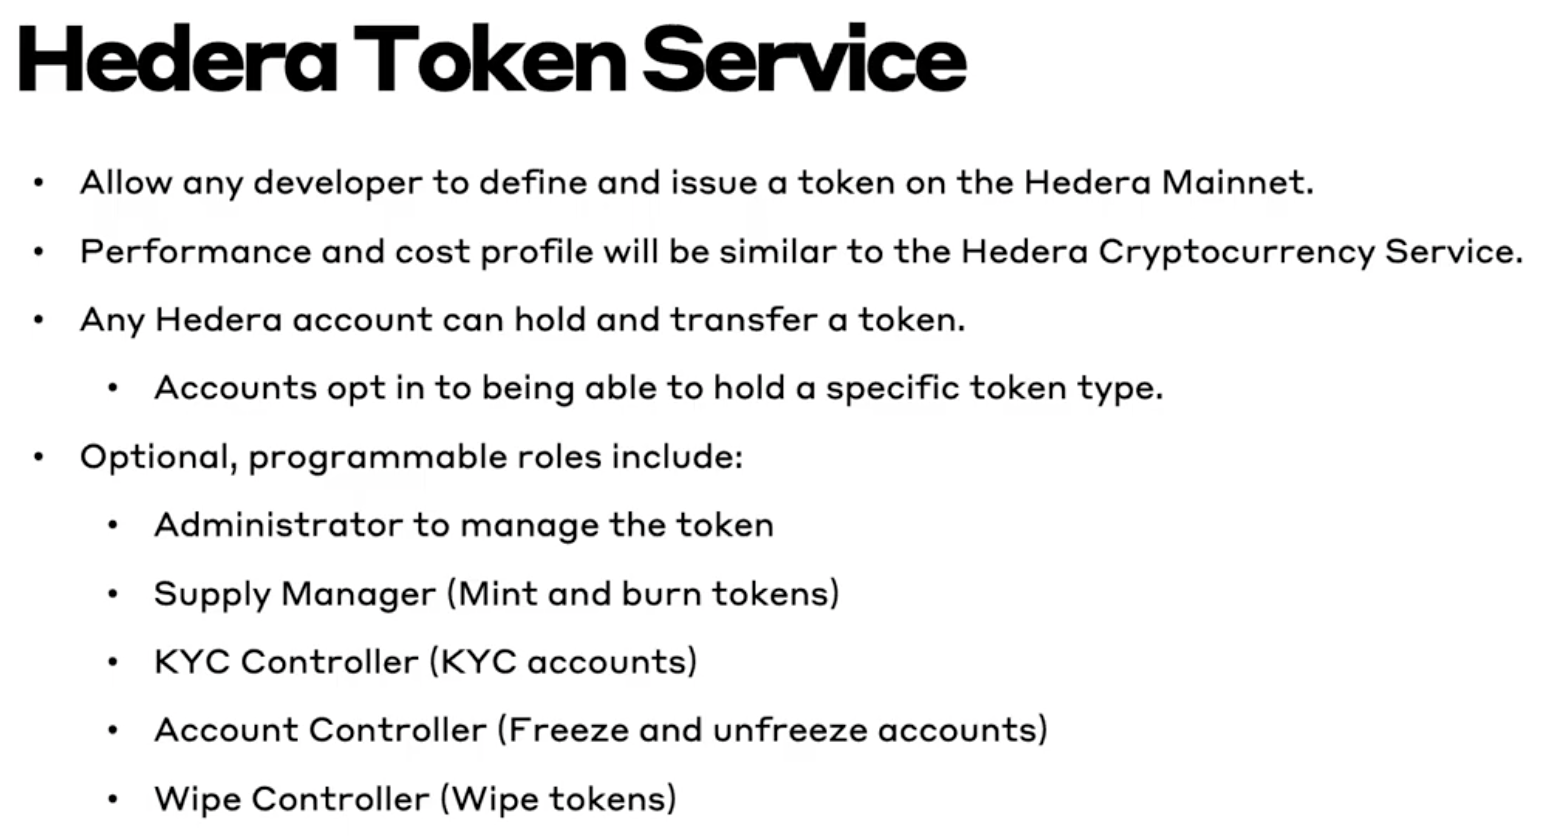 Hedera Token Service
• Allow any developer to define and issue a token on the Hedera Mainnet.
• Performance and cost profile will be similar to the Hedera Cryptocurrency Service.
• Any Hedera account can hold and transfer a token.
• Accounts opt in to being able to hold a specific token type.
• Optional, programmable roles include:
• Administrator to manage the token
• Supply Manager (Mint and burn tokens)
• KYC Controller (KYC accounts)
• Account Controller (Freeze and unfreeze accounts)
• Wipe Controller (Wipe tokens)